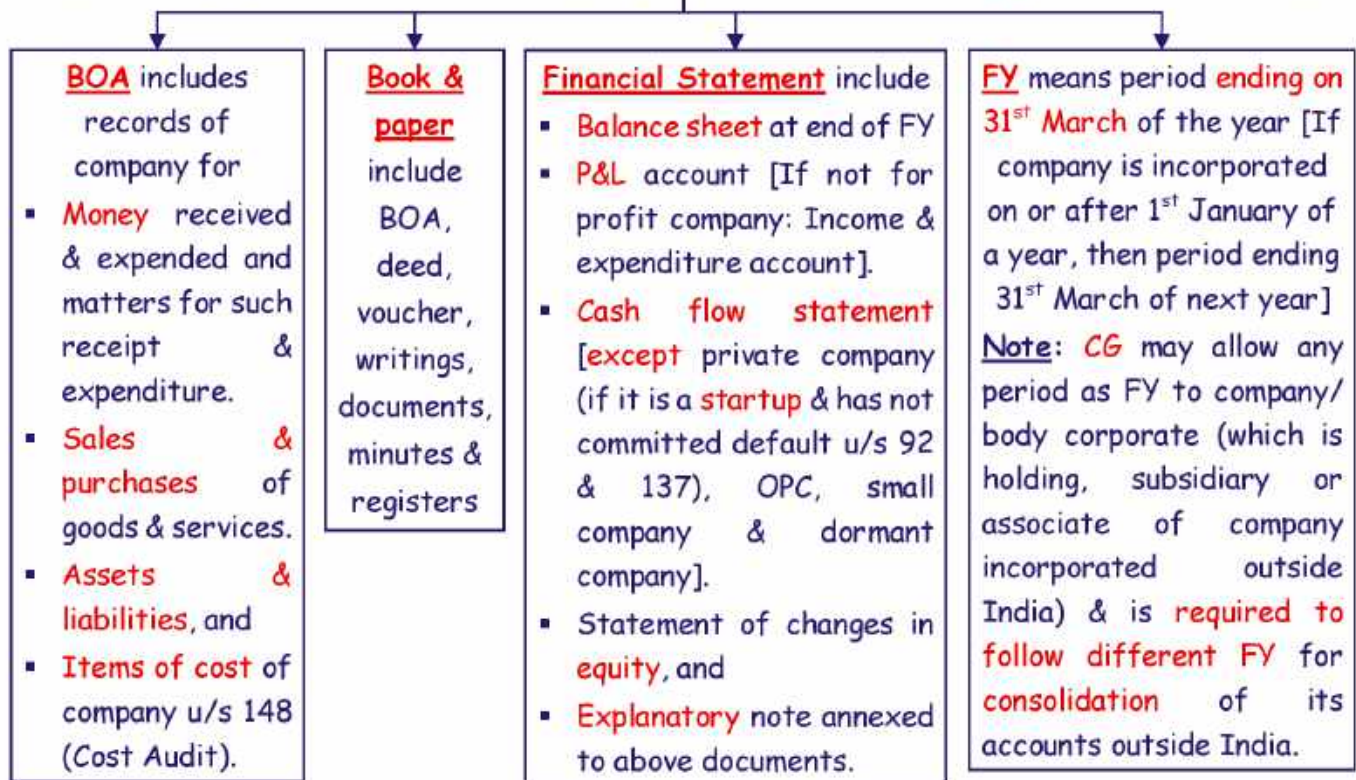 BOA includes
records of
company for
▪ Money received
& expended and
matters for such
receipt &
expenditure.
▪ Sales &
purchases of
goods & services.
▪ Assets &
liabilities, and
▪ Items of cost of
company u/s 148
(Cost Audit).
Book &
paper
include
BOA,
deed,
voucher,
writings,
documents,
minutes &
registers
Financial Statement include
▪ Balance sheet at end of FY
▪ P&L account [If not for
profit company: Income &
expenditure account].
▪ Cash flow statement
[except private company
(if it is a startup & has not
committed default u/s 92
& 137), OPC, small
company & dormant
company].
▪ Statement of changes in
equity, and
▪ Explanatory note annexed
to above documents.
FY means period ending on
31st March of the year [If
company is incorporated
on or after 1st January of
a year, then period ending
31st March of next year]
Note: CG may allow any
period as FY to company/
body corporate (which is
holding, subsidiary or
associate of company
incorporated outside
India) & is required to
follow different FY for
consolidation of its
accounts outside India.